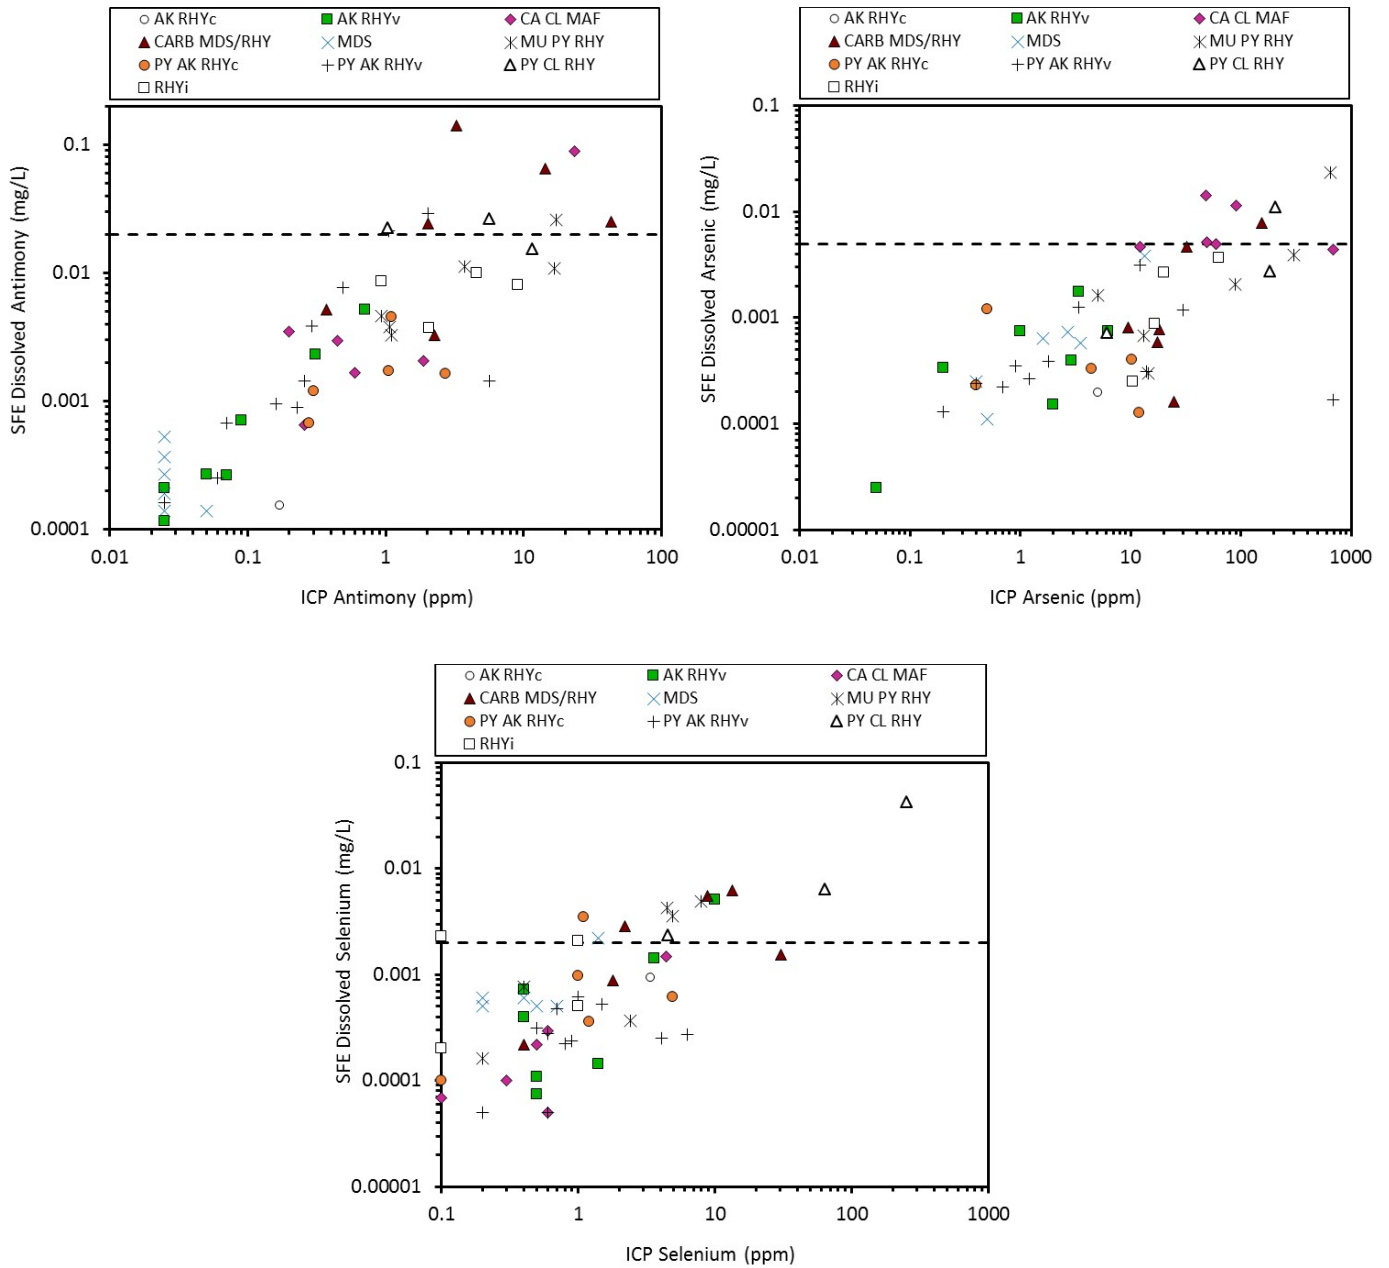 AK RHYc AK RHYv CA CL MAF
CARB MDS/RHY MDS MU PY RHY
PY AK RHYc PY AK RHYv PY CL RHY
RHYi
SFE Dissolved Antimony (mg/L)
0.1
0.01
0.001
0.0001
0.01 0.1 1 10 100
ICP Antimony (ppm)
AK RHYc AK RHYv CA CL MAF
CARB MDS/RHY MDS MU PY RHY
PY AK RHYc PY AK RHYv PY CL RHY
RHYi
SFE Dissolved Arsenic (mg/L)
0.1
0.01
0.001
0.0001
0.00001
0.01 0.1 1 10 100 1000
ICP Arsenic (ppm)
AK RHYc AK RHYv CA CL MAF
CARB MDS/RHY MDS MU PY RHY
PY AK RHYc PY AK RHYv PY CL RHY
RHYi
SFE Dissolved Selenium (mg/L)
0.1
0.01
0.001
0.0001
0.00001
0.1 1 10 100 1000
ICP Selenium (ppm)